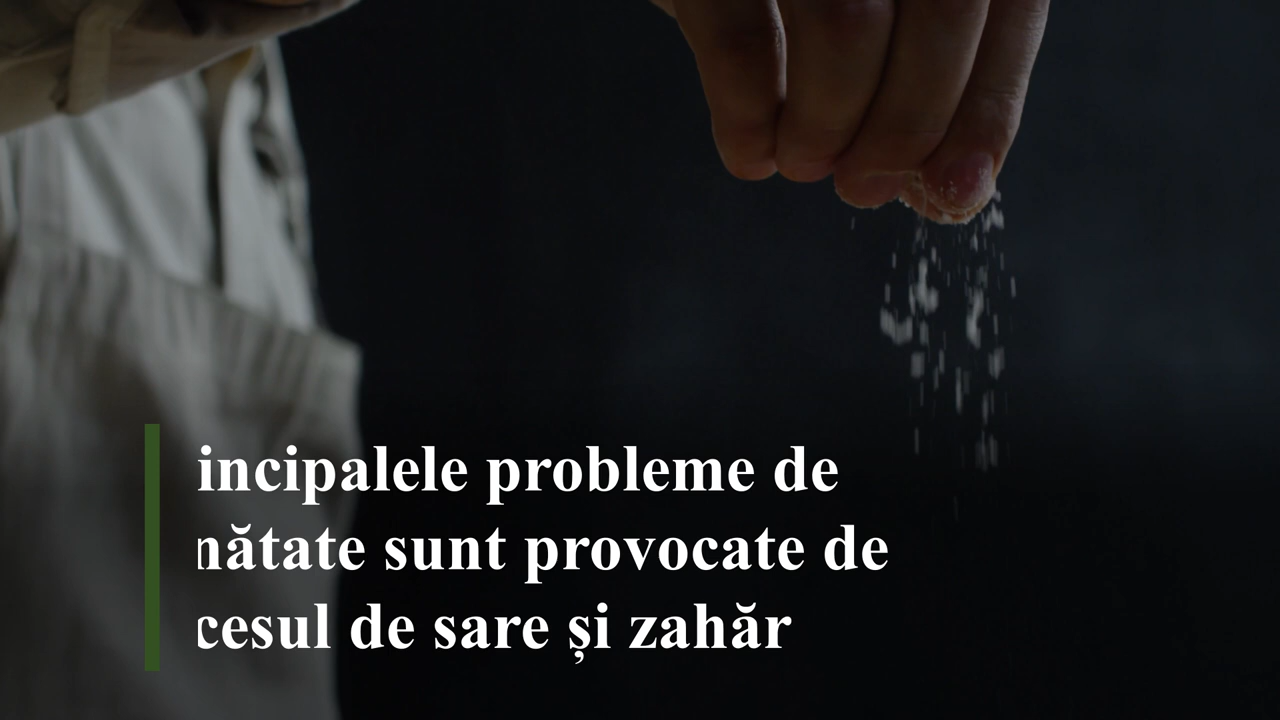 incipalele probleme de
nătate sunt provocate de
cesul de sare și zahăr